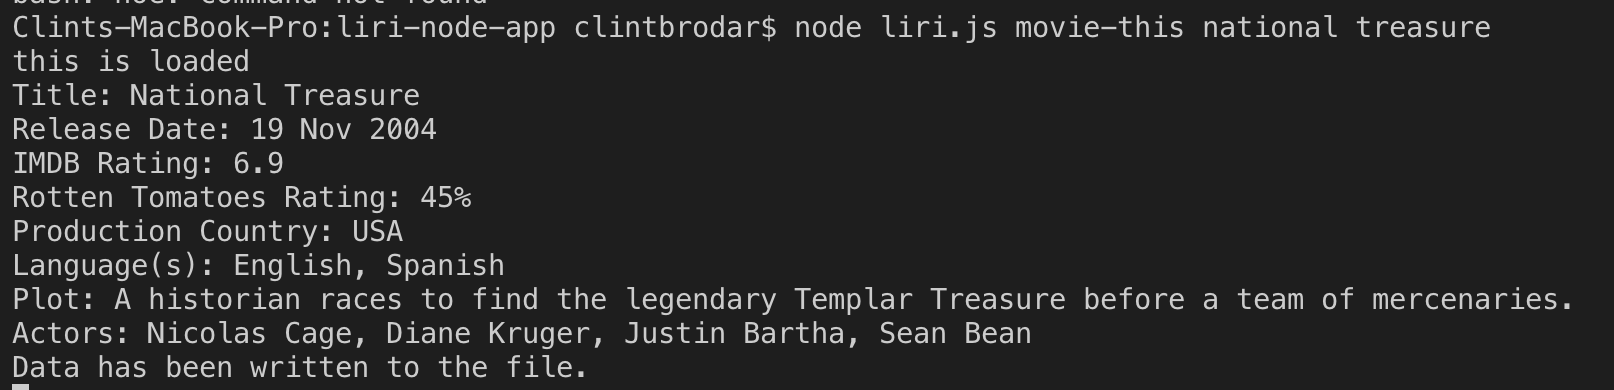 Clints-MacBook-Pro:liri-node-app clintbrodar$ node liri.js movie-this national treasure
this is loaded
Title: National Treasure
Release Date: 19 Nov 2004
IMDB Rating: 6.9
Rotten Tomatoes Rating: 45%
Production Country: USA
Language(s): English, Spanish
Plot: A historian races to find the legendary Templar Treasure before a team of mercenaries.
Actors: Nicolas Cage, Diane Kruger, Justin Bartha, Sean Bean
Data has been written to the file.